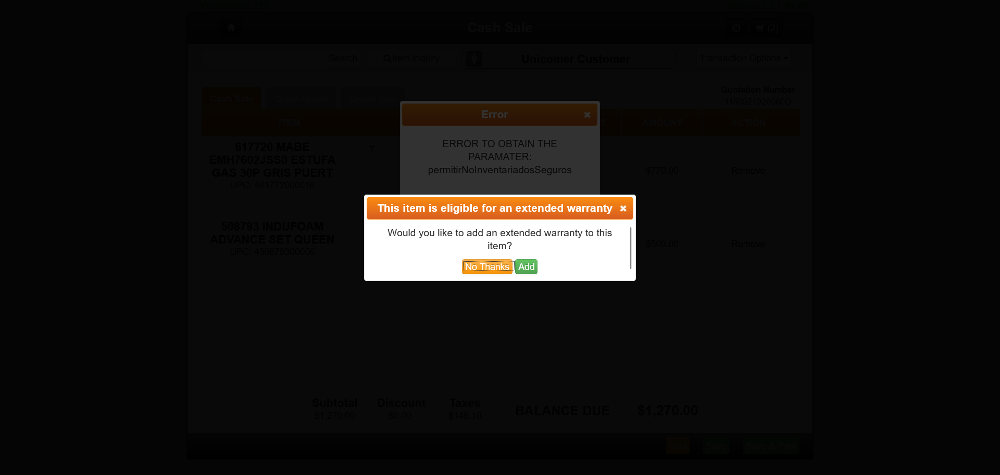 Cash Sale
(2)
Search
Item Inquiry
Unicomer Customer
Transaction Options
Quotation Number
Cash Sale
ITEM
AMOUNT
ACTION
Error
ERROR TO OBTAIN THE
PARAMATER:
permitirNoInventariadosSeguros
617720 MABE
EMH7602JSS0 ESTUFA
GAS 30P GRIS PUERT
UPC: 461772000016
T
$770.00
Remove
This item is eligible for an extended warranty
Would you like to add an extended warranty to this
item?
No Thanks
Add
508793 INDUFOAM
ADVANCE SET QUEEN
UPC: 450879300006
$500.00
Remove
Subtotal
Discount
Taxes
$1,270.00
$0.00
$146.10
BALANCE DUE
$1,270.00
Save
Save & Print